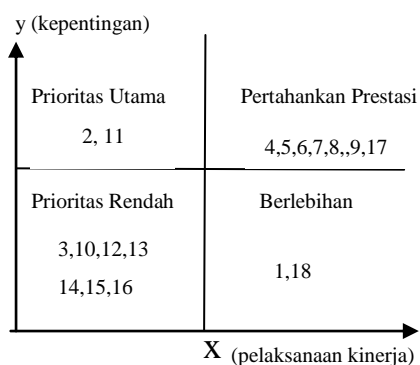 y (kepentingan)
Prioritas Utama
2, 11
Pertahankan Prestasi
4,5,6,7,8,,9,17
Prioritas Rendah
3,10,12,13
14,15,16
Berlebihan
1,18
X (pelaksanaan kinerja)